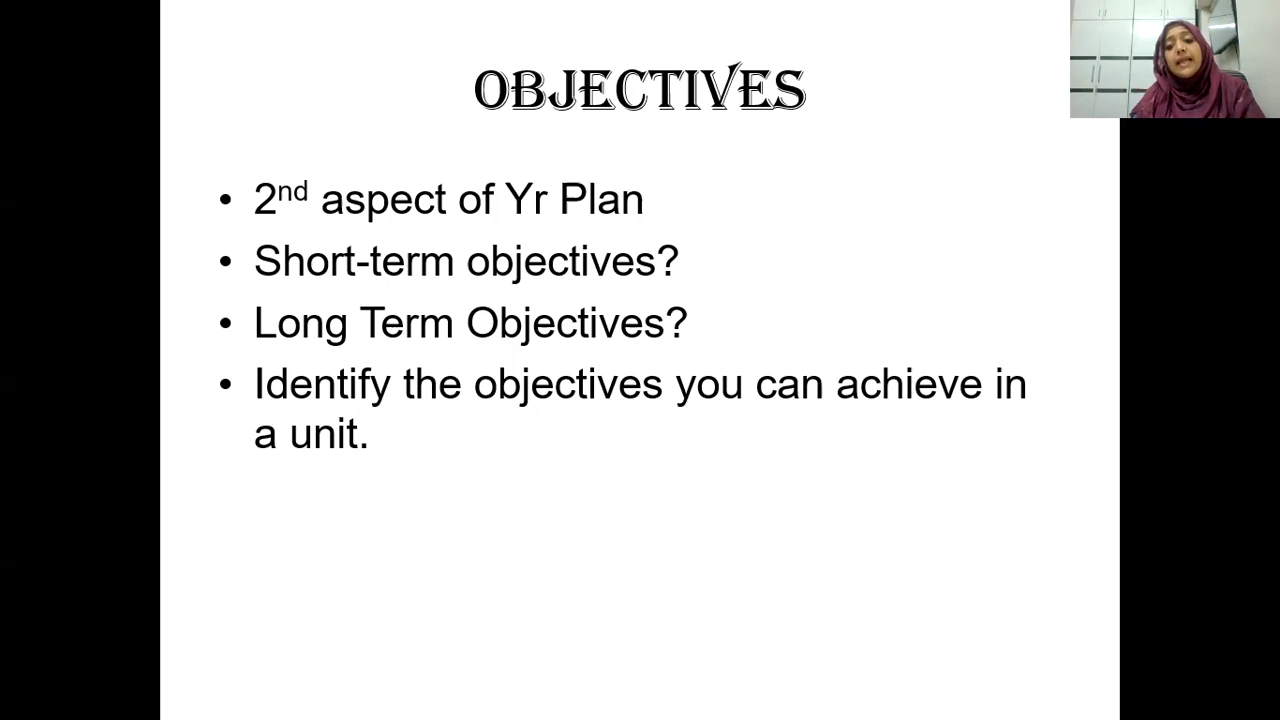 OBJECTIVES
• 2nd aspect of Yr Plan
• Short-term objectives?
• Long Term Objectives?
• Identify the objectives you can achieve in
a unit.